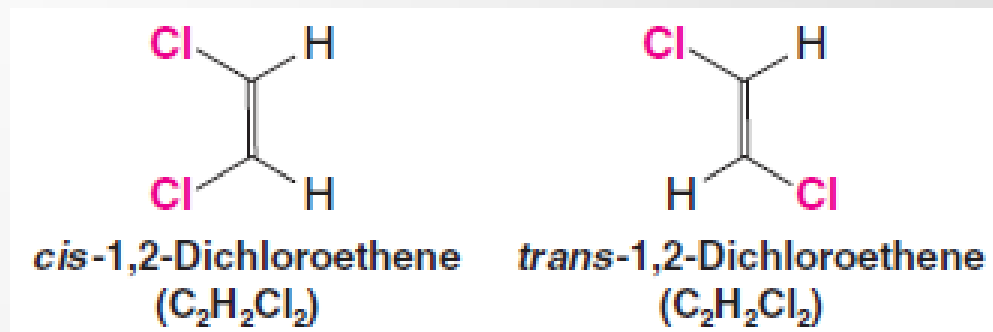 Cl H Cl H
Cl H H Cl
cis-1,2-Dichloroethene trans-1,2-Dichloroethene
(C₂H₂Cl₂) (C₂H₂Cl₂)